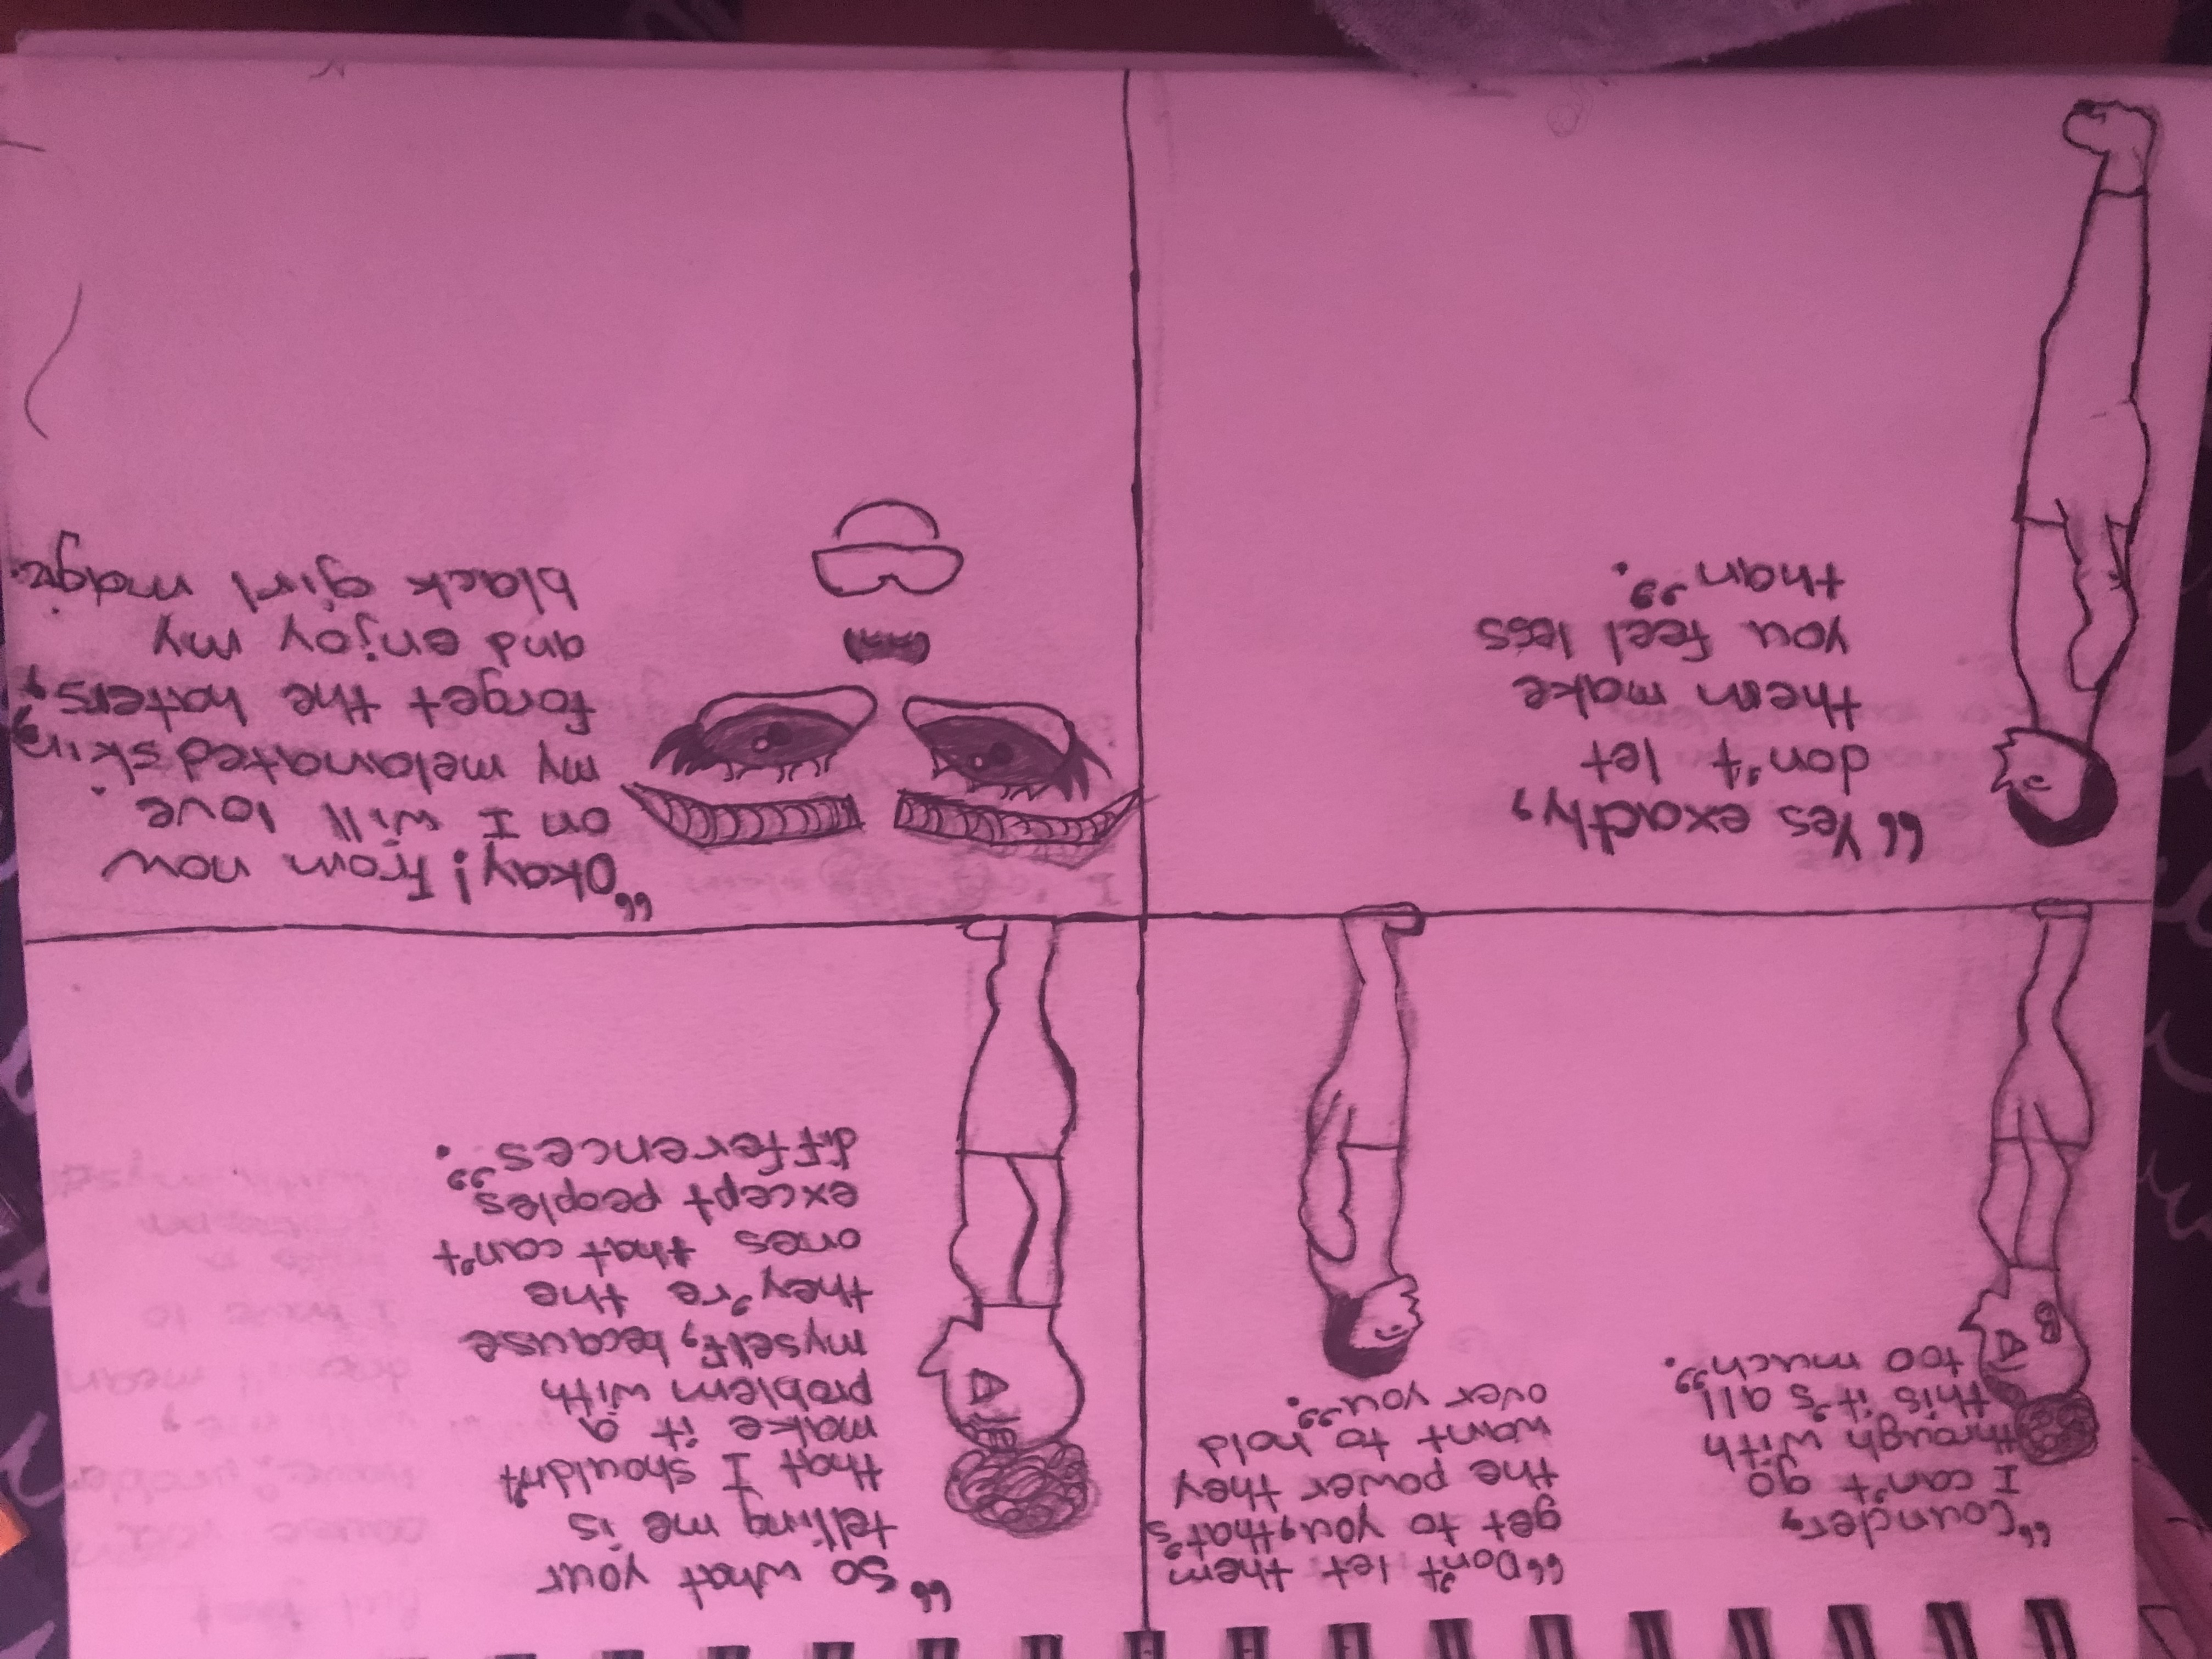 "Councler,
I can't go
through with
this it's all
too much".
"Don't let them
get to you, that's
the power they
want to hold
over you".
"So what your
telling me is
that I shouldn't
make it a
problem with
myself, because
they're the
ones that can't
except peoples
differences".
"Yes exactly,
don't let
them make
you feel less
than".
"Okay! From now
on I will love
my melanated skin,
forget the haters,
and enjoy my
black girl magic